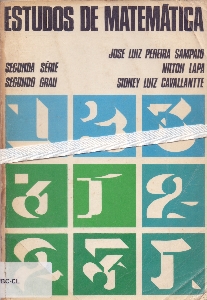 ESTUDOS DE MATEMÁTICA
JOSE LUIZ PEREIRA SAMPAIO
SEGUNDA SÉRIE
NILTON LAPA
SEGUNDO GRAU
SIDNEY LUIZ CAVALLANTTE
1 2 3
3 1 2
2 3 1